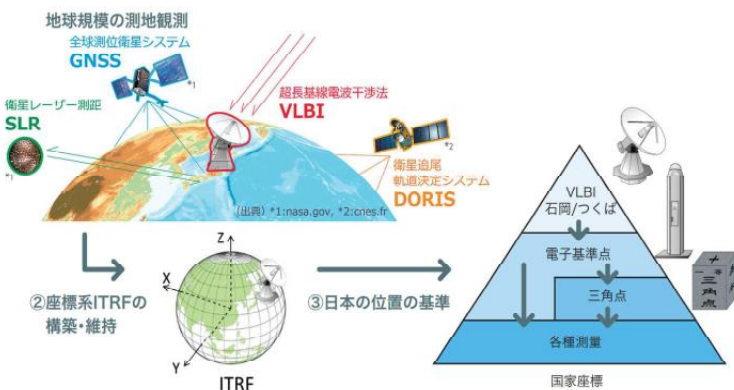 地球規模の測地観測
全球測位衛星システム
GNSS
*1
超長基線電波干渉法
VLBI
衛星レーザー測距
SLR
*1
*2
衛星追尾
軌道決定システム
DORIS
(出典) *1:nasa.gov, *2:cnes.fr
②座標系ITRFの
構築・維持
Z
X
Y
ITRF
③日本の位置の基準
VLBI
石岡/つくば
電子基準点
三角点
各種測量
国家座標
三角点